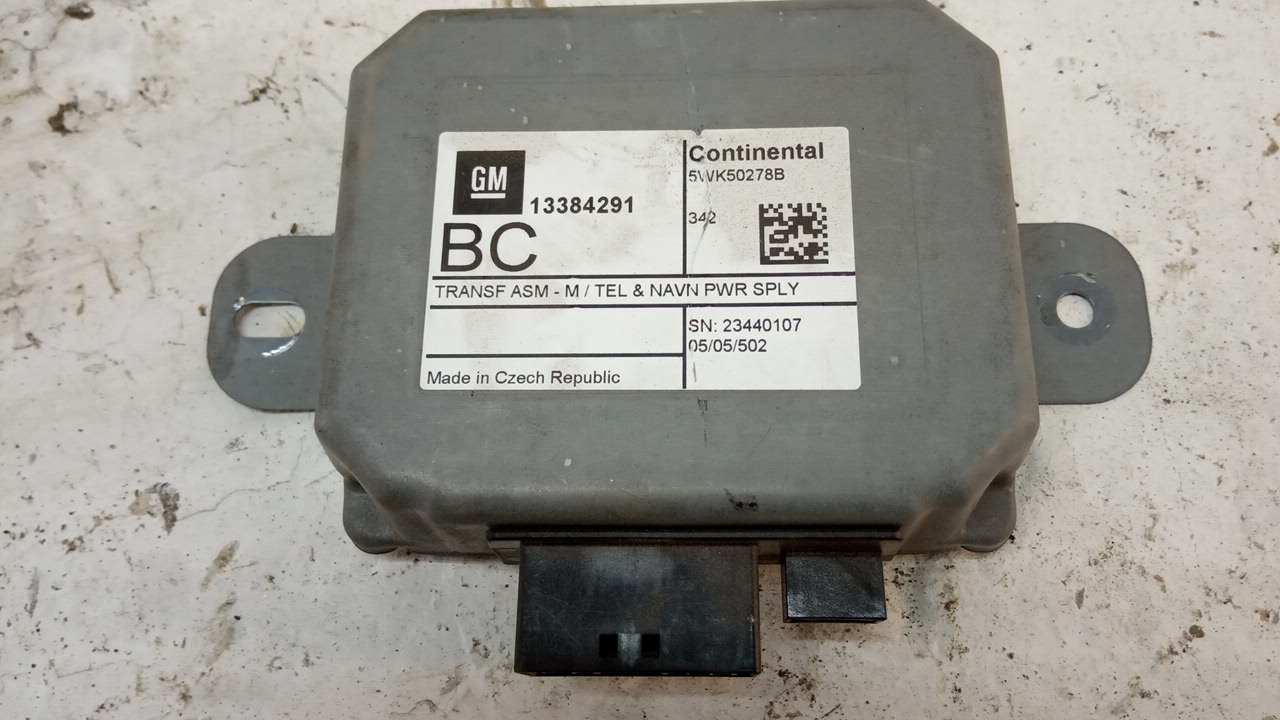 GM
13384291
BC
Continental
5WK50278B
342
TRANSF ASM - M / TEL & NAVN PWR SPLY
SN: 23440107
05/05/502
Made in Czech Republic